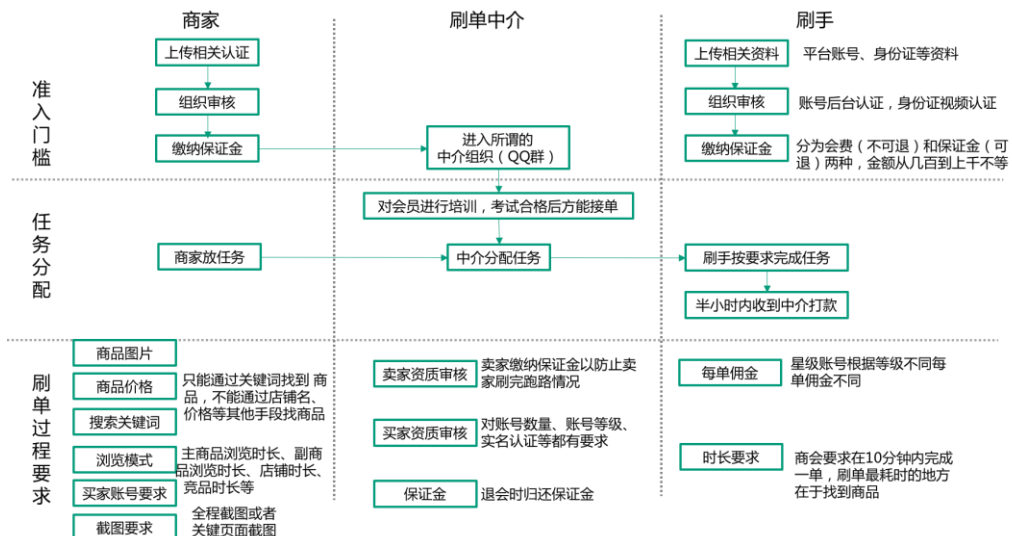 商家
刷单中介
刷手
准入门槛
上传相关认证
组织审核
缴纳保证金
进入所谓的
中介组织（QQ群）
上传相关资料
平台账号、身份证等资料
组织审核
账号后台认证，身份证视频认证
缴纳保证金
分为会费（不可退）和保证金（可
退）两种，金额从几百到上千不等
任务分配
对会员进行培训，考试合格后方能接单
商家放任务
中介分配任务
刷手按要求完成任务
半小时内收到中介打款
刷单过程要求
商品图片
商品价格
搜索关键词
只能通过关键词找到 商
品，不能通过店铺名、
价格等其他手段找商品
浏览模式
主商品浏览时长、副商
品浏览时长、店铺时长、
竞品时长等
买家账号要求
截图要求
全程截图或者
关键页面截图
卖家资质审核
卖家缴纳保证金以防止卖
家刷完跑路情况
买家资质审核
对账号数量、账号等级、
实名认证等都有要求
保证金
退会时归还保证金
每单佣金
星级账号根据等级不同每
单佣金不同
时长要求
商会要求在10分钟内完成
一单，刷单最耗时的地方
在于找到商品